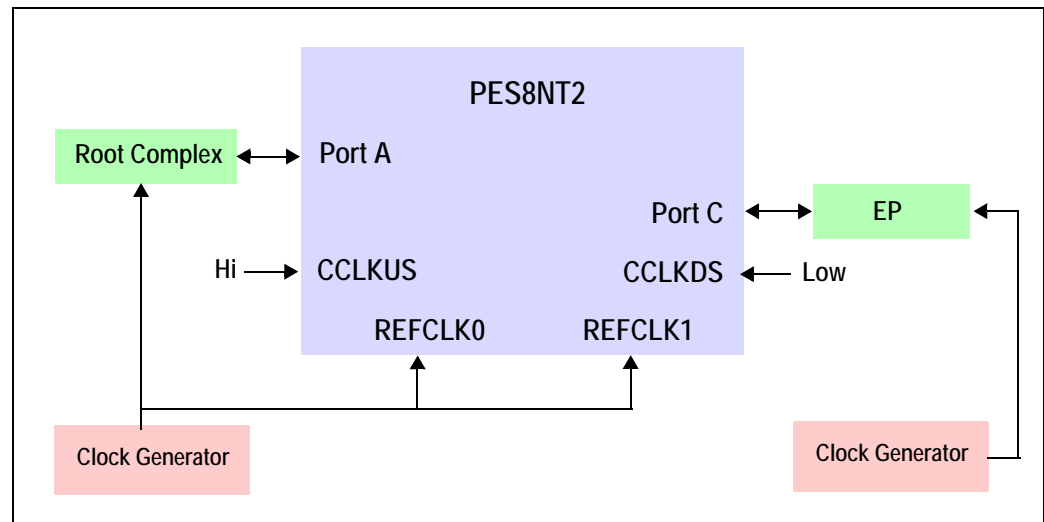 PES8NT2
Root Complex
Port A
Port C
EP
Hi
CCLKUS
CCLKDS
Low
REFCLK0
REFCLK1
Clock Generator
Clock Generator